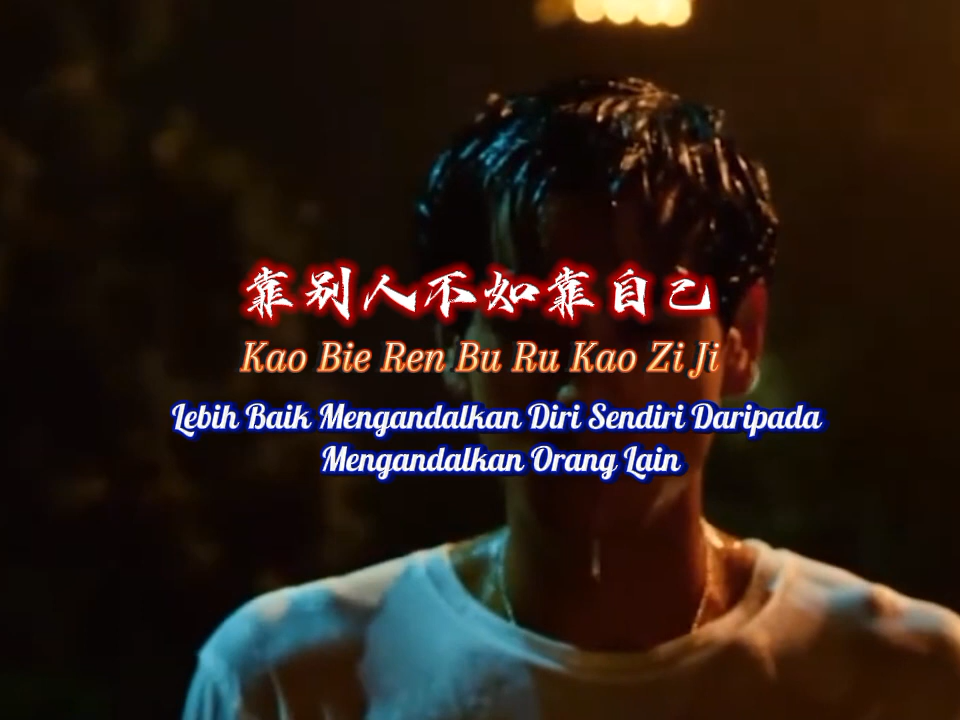 靠别人不如靠自己
Kao Bie Ren Bu Ru Kao Zi Ji
Lebih Baik Mengandalkan Diri Sendiri Daripada
Mengandalkan Orang Lain